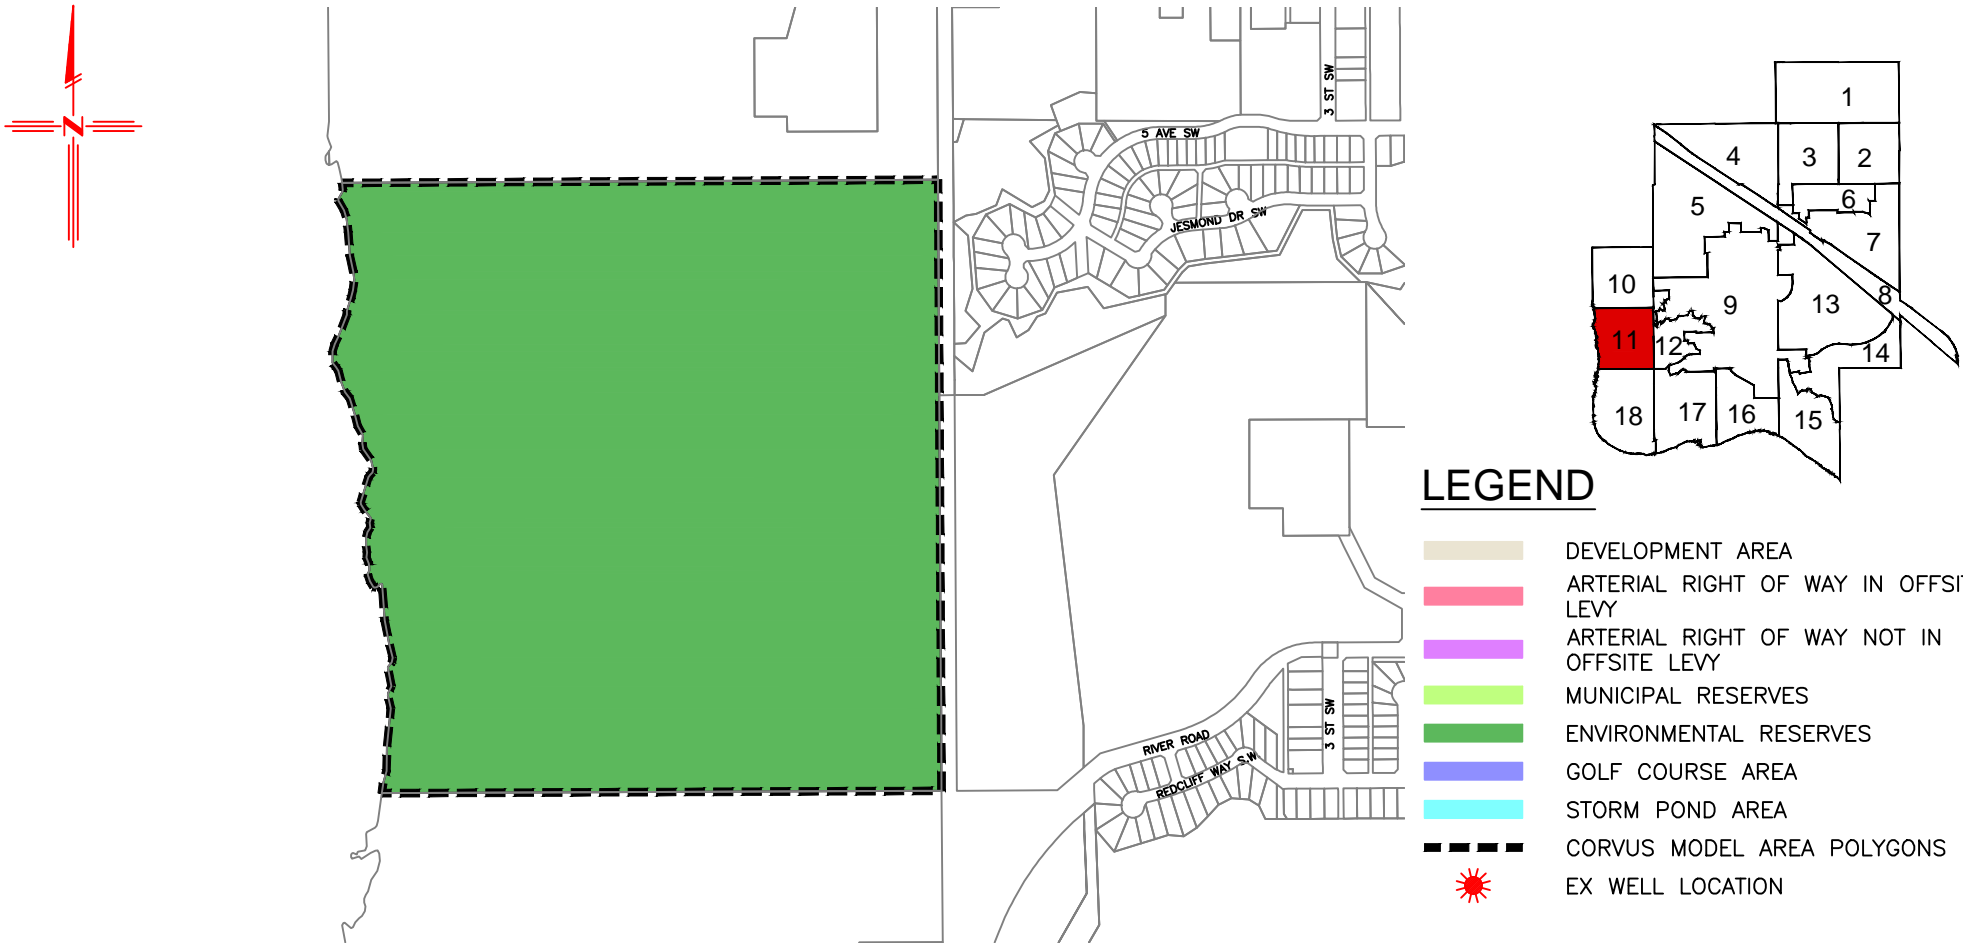 N
5 AVE SW
3 ST SW
JESMOND DR SW
RIVER ROAD
REDCLIFF WAY S.W
3 ST SW
1
4
3
2
5
6
7
10
8
9
13
11
12
14
18
17
16
15
LEGEND
DEVELOPMENT AREA
ARTERIAL RIGHT OF WAY IN OFFSI
LEVY
ARTERIAL RIGHT OF WAY NOT IN
OFFSITE LEVY
MUNICIPAL RESERVES
ENVIRONMENTAL RESERVES
GOLF COURSE AREA
STORM POND AREA
CORVUS MODEL AREA POLYGONS
EX WELL LOCATION